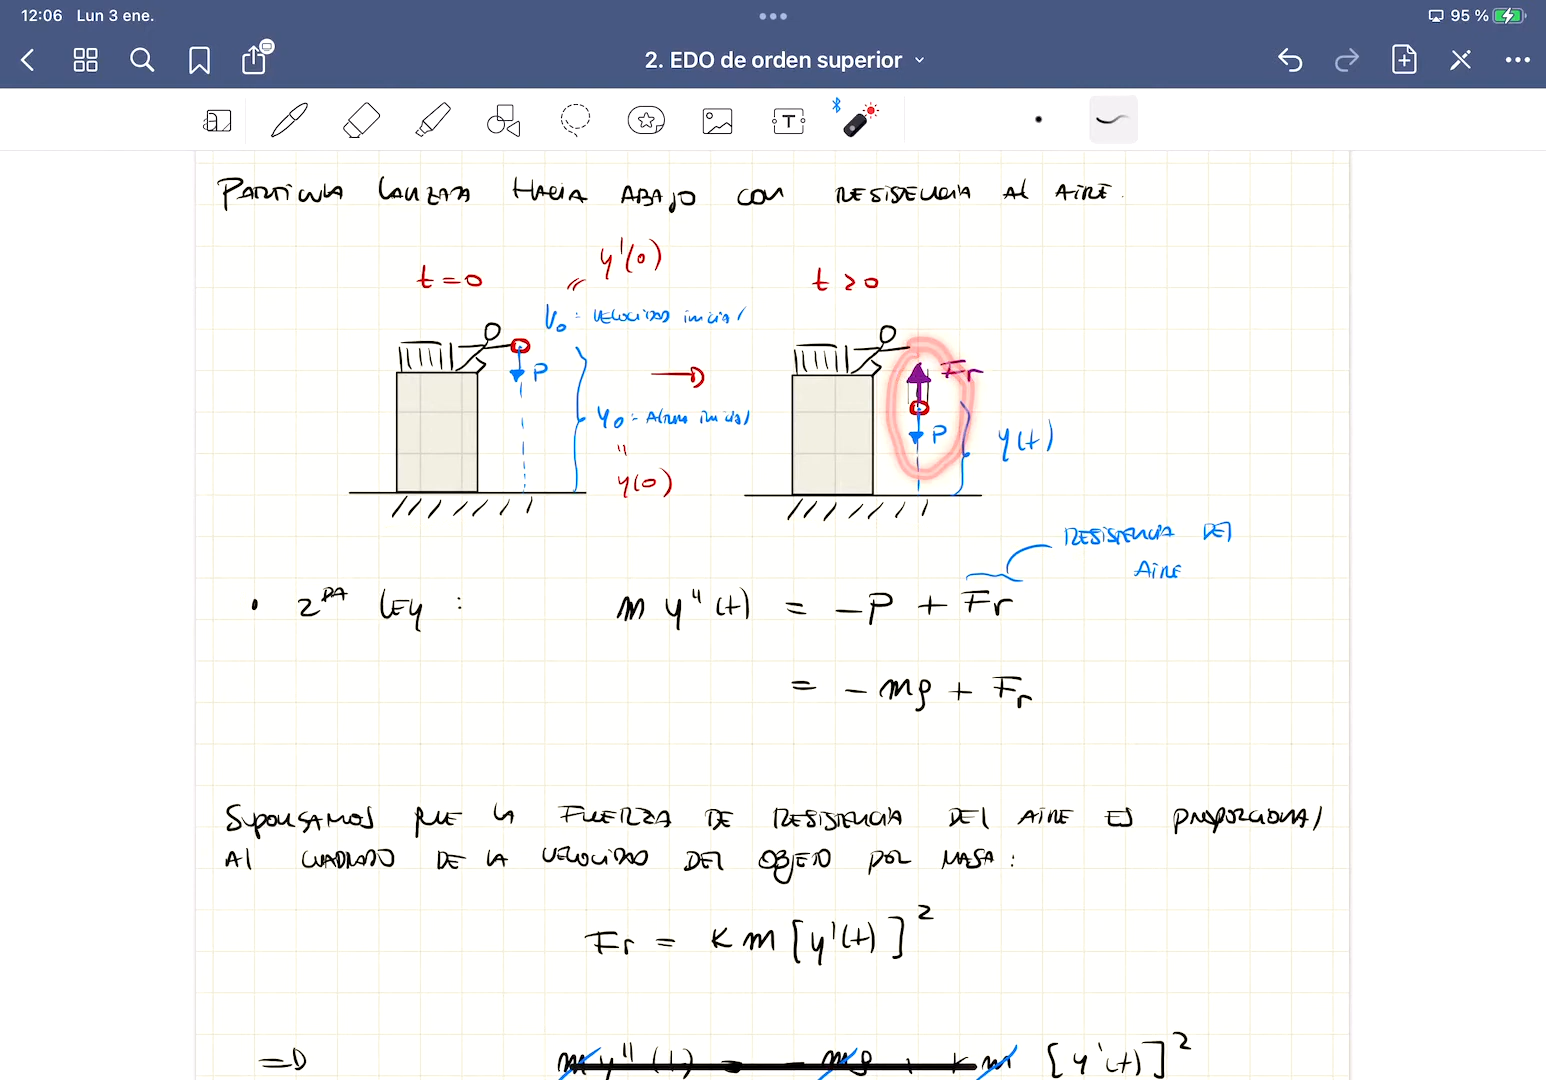 12:06 Lun 3 ene.
95 %
2. EDO de orden superior
T
PARTICULA LANZADA HACIA ABAJO CON RESISTENCIA AL AIRE.
t = 0
y'(0)
t ≥ 0
"
V₀ = VELOCIDAD inicial
P
Fr
y₀ = Altura inicial
P
y(t)
"
y(0)
RESISTENCIA DEL
AIRE
• 2DA LEY : m y"(t) = -P + Fr
= - mg + Fr
SUPONGAMOS QUE LA FUERZA DE RESISTENCIA DEL AIRE ES PROPORCIONAL
Al CUADRADO DE LA VELOCIDAD DEL OBJETO POR MASA :
Fr = K m [y'(t)]²
=D m y"(t) = - mg + k m [y'(t)]²